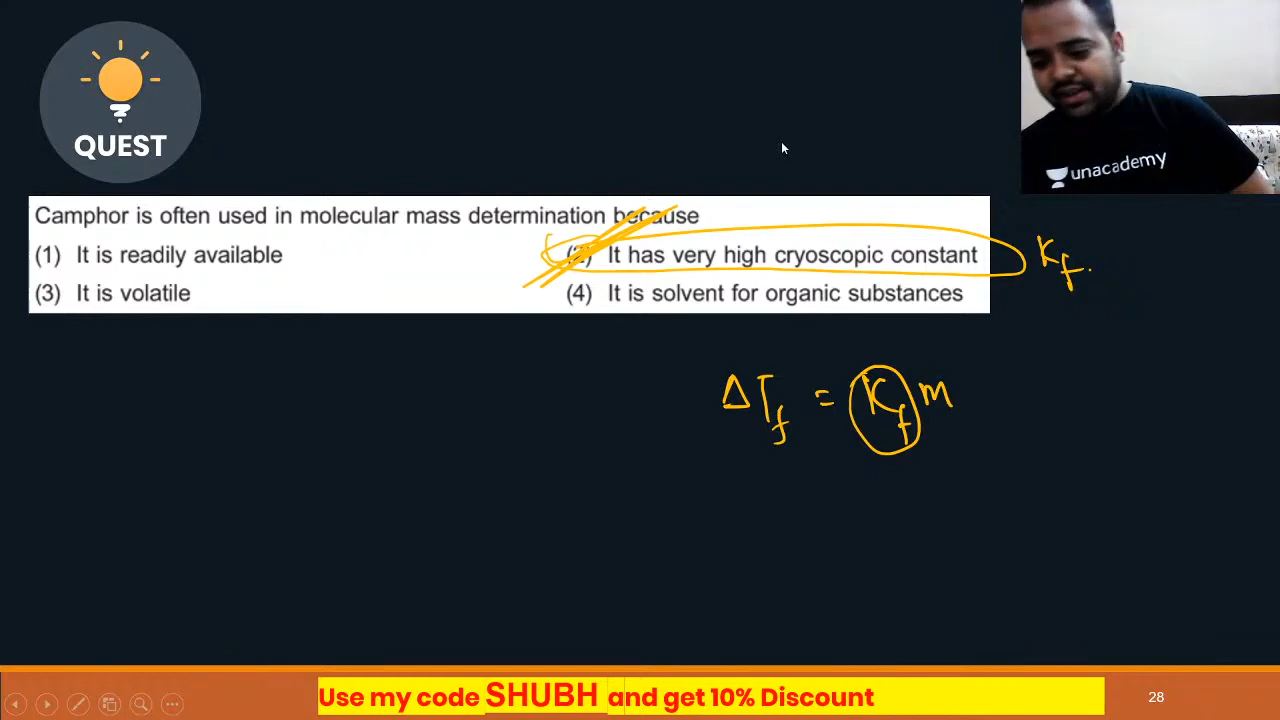 QUEST
unacademy
Camphor is often used in molecular mass determination because
(1) It is readily available
(2) It has very high cryoscopic constant
Kf.
(3) It is volatile
(4) It is solvent for organic substances
ΔTf = Kf m
Use my code SHUBH and get 10% Discount
28